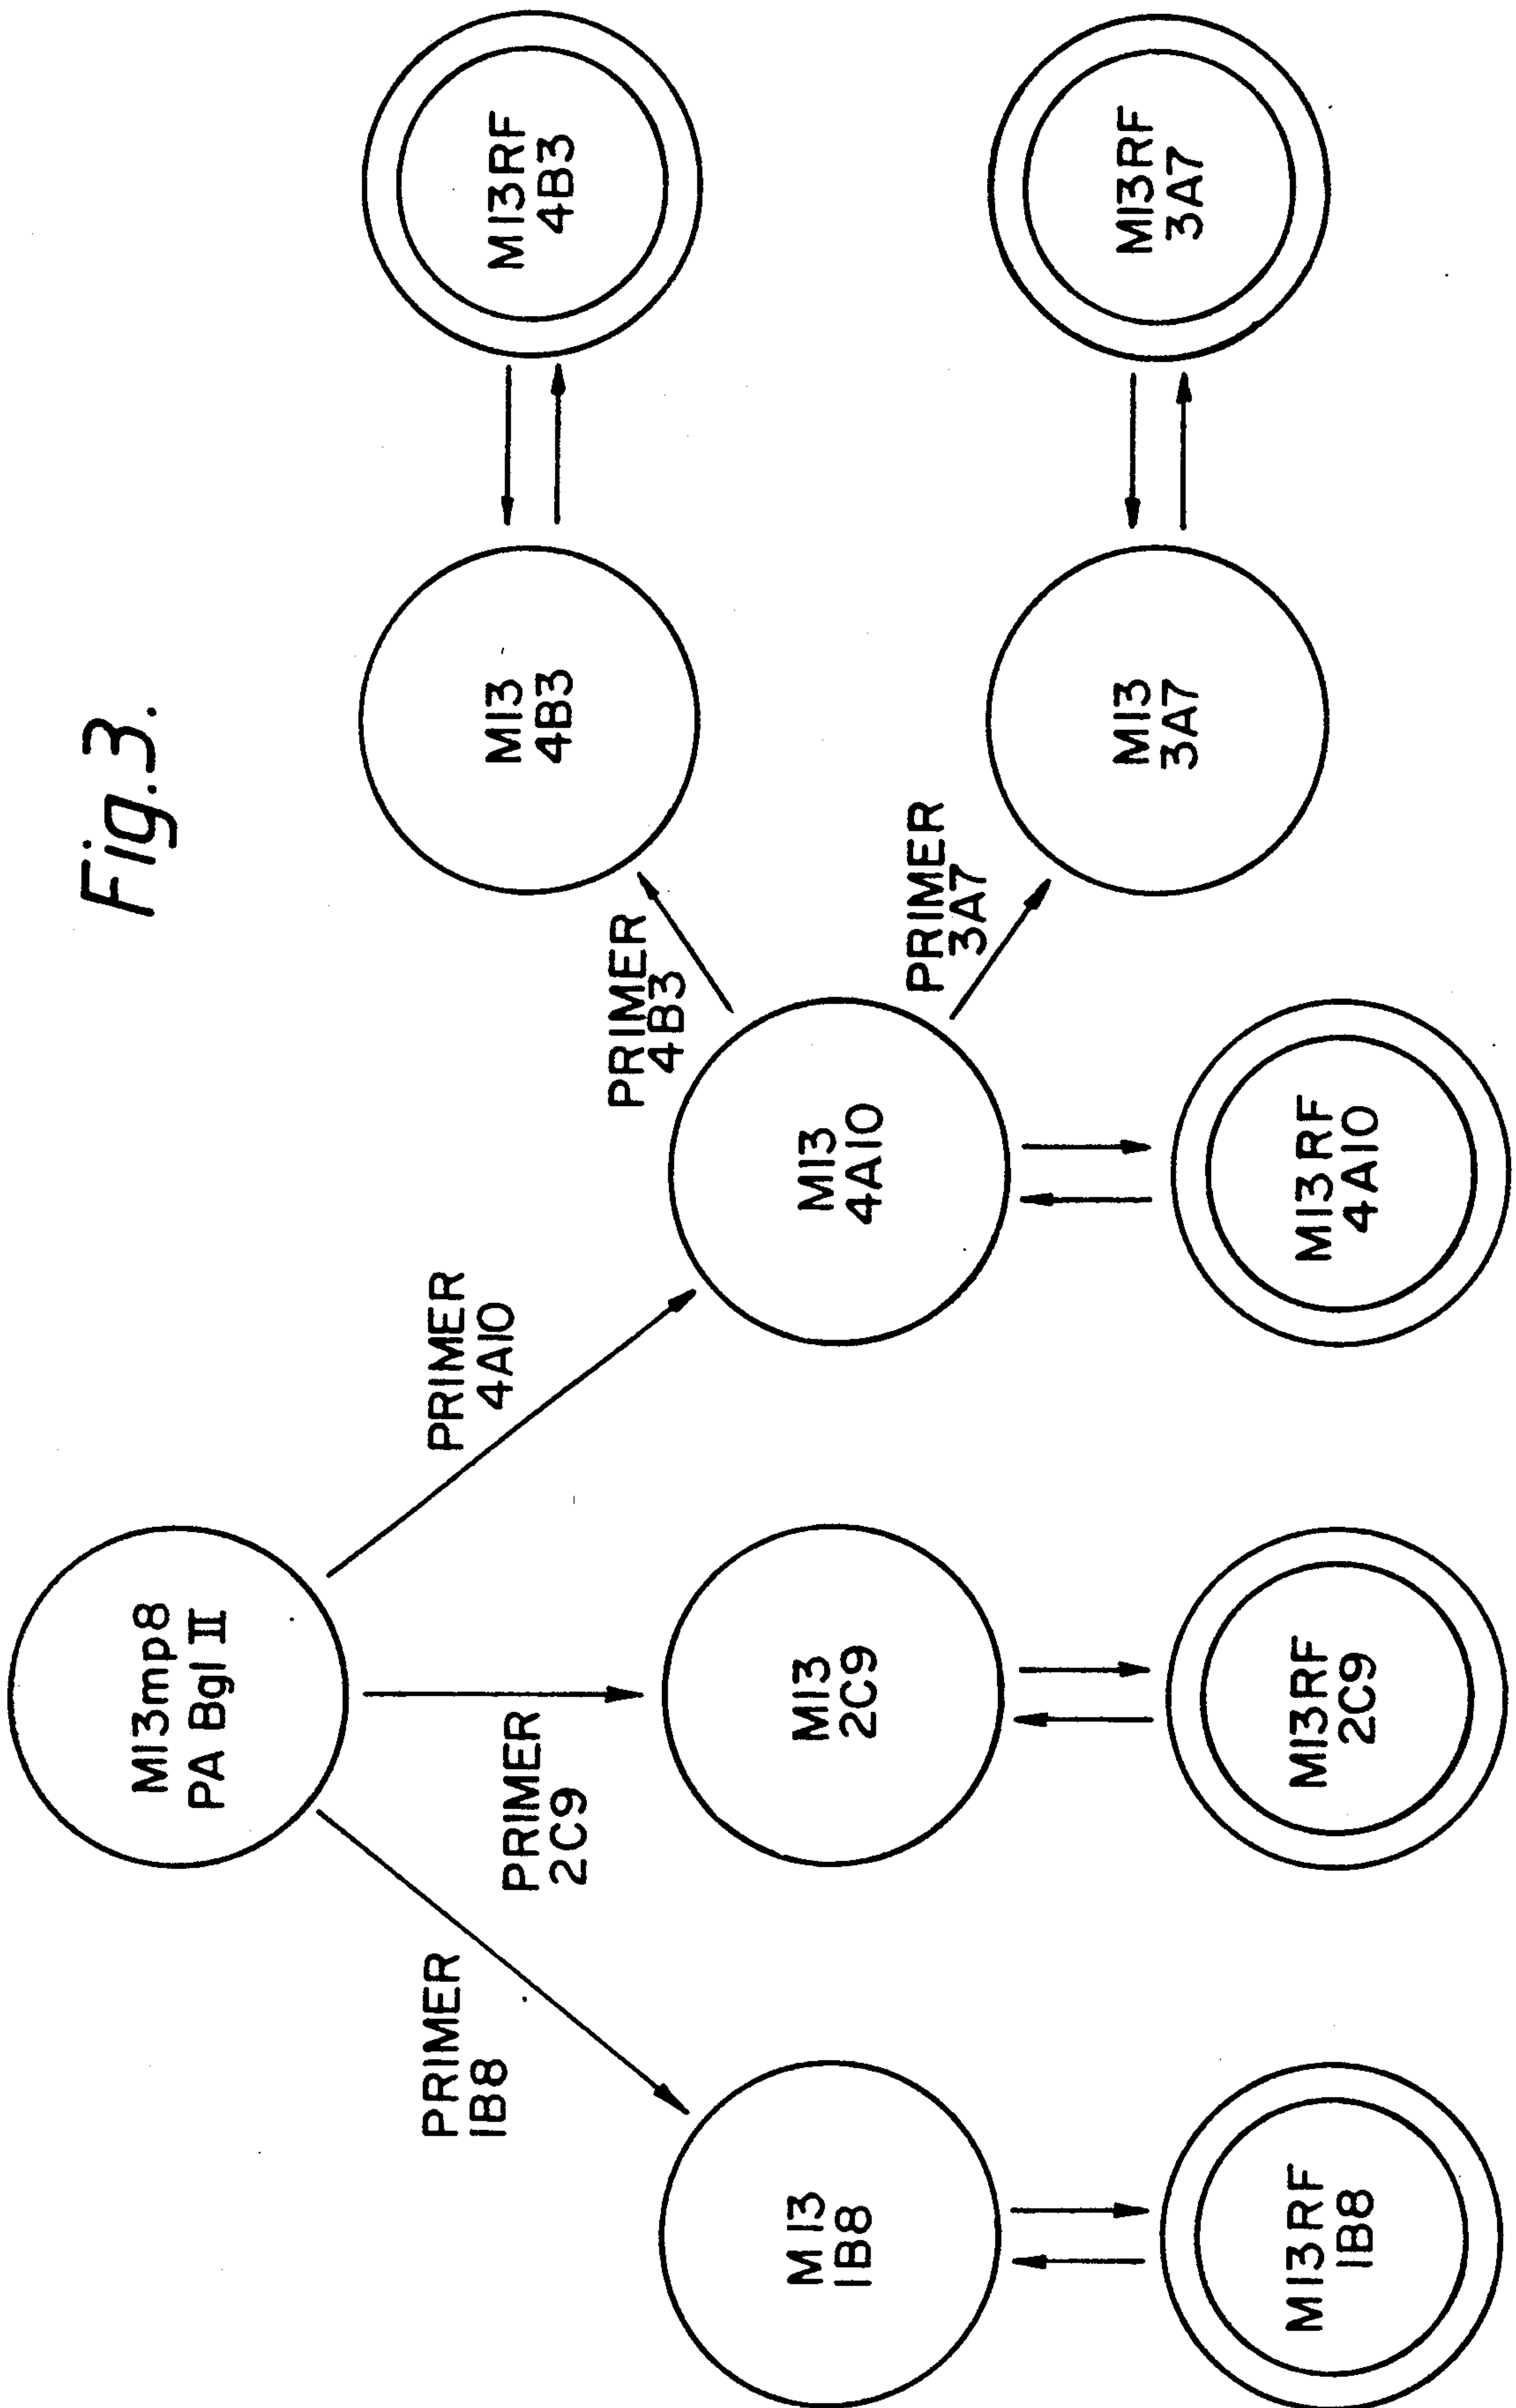 Fig.3.
M13mp8
PA Bgl II
PRIMER
1B8
PRIMER
2C9
PRIMER
4A10
M13
1B8
M13
2C9
M13
4A10
PRIMER
4B3
PRIMER
3A7
M13
4B3
M13
3A7
M13RF
1B8
M13RF
2C9
M13RF
4A10
M13RF
4B3
M13RF
3A7